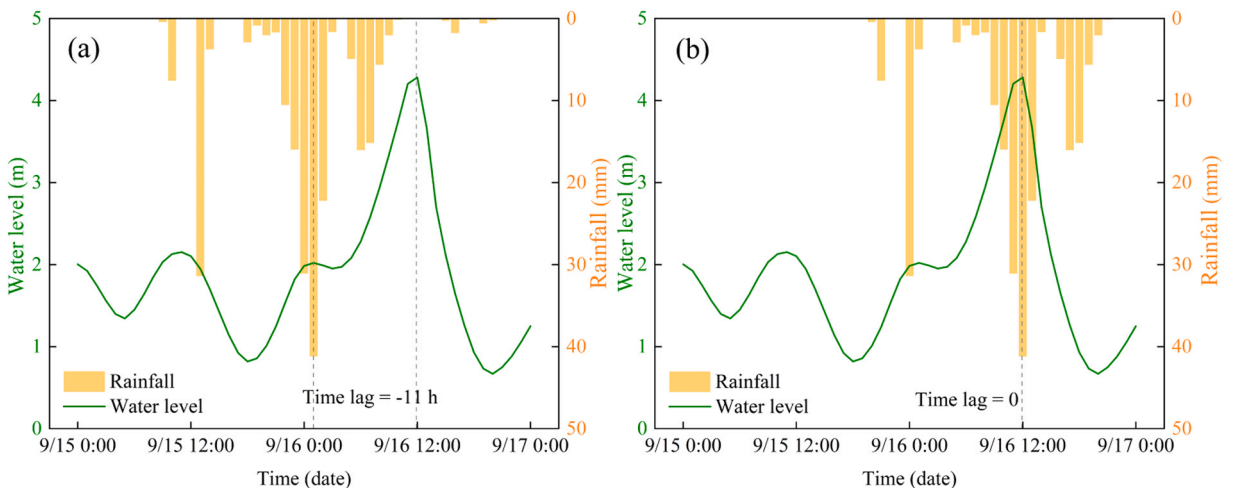 (a)
Water level (m)
5
4
3
2
1
0
0
10
20
30
40
50
Rainfall (mm)
Rainfall
Water level
Time lag = -11 h
9/15 0:00 9/15 12:00 9/16 0:00 9/16 12:00 9/17 0:00
Time (date)
(b)
Water level (m)
5
4
3
2
1
0
0
10
20
30
40
50
Rainfall (mm)
Rainfall
Water level
Time lag = 0
9/15 0:00 9/15 12:00 9/16 0:00 9/16 12:00 9/17 0:00
Time (date)